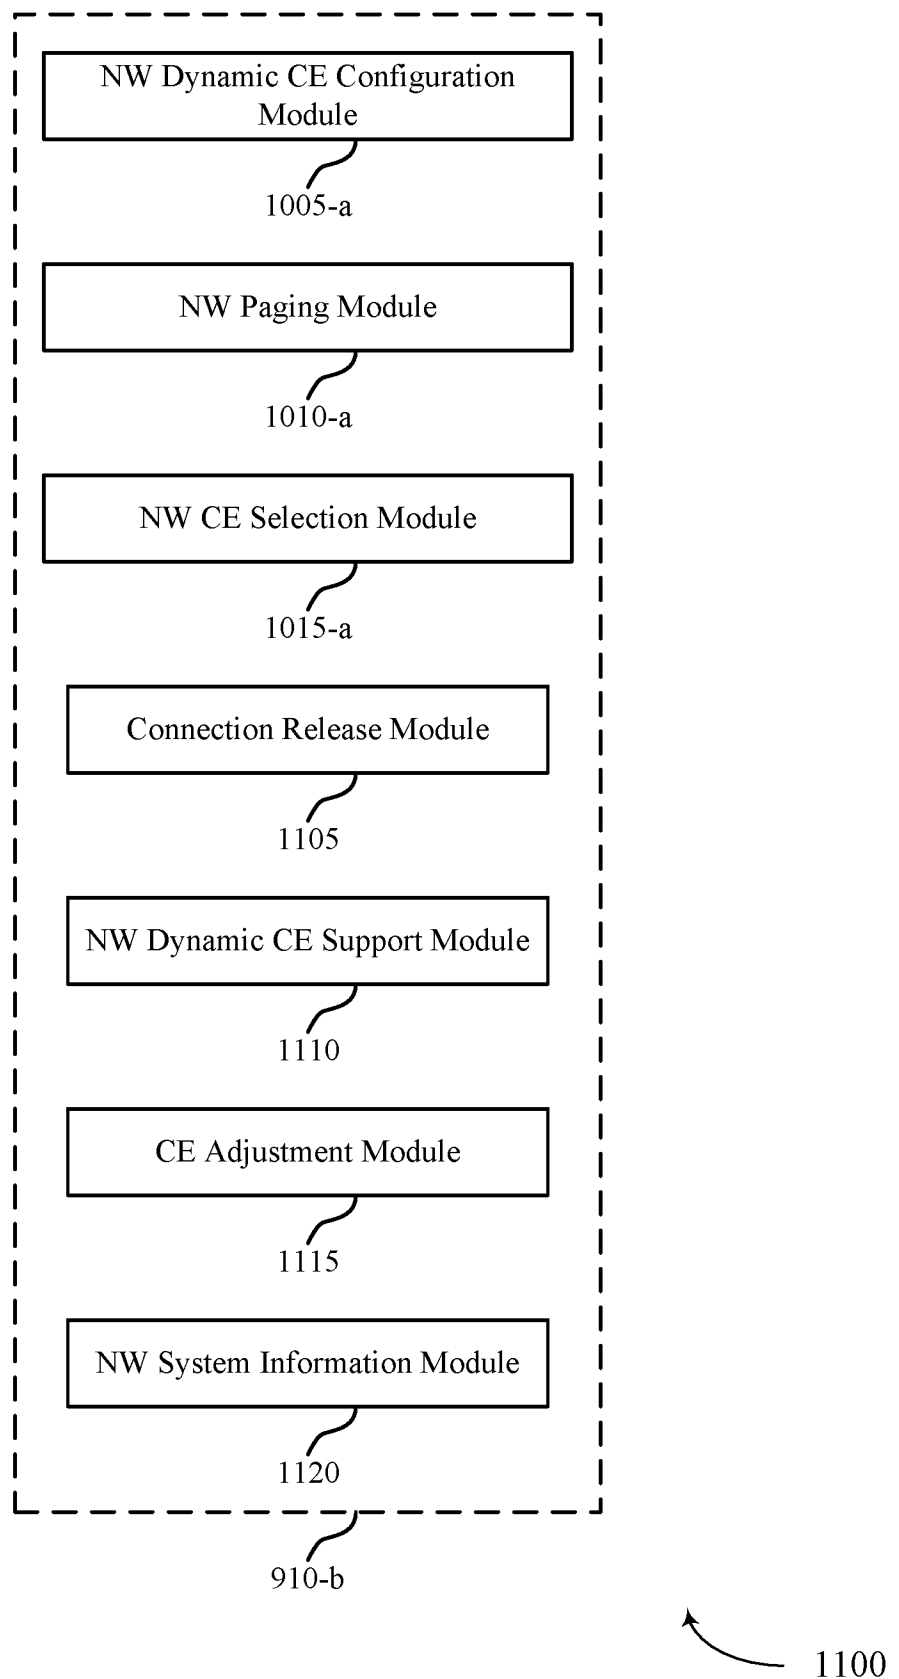 NW Dynamic CE Configuration
Module
1005-a
NW Paging Module
1010-a
NW CE Selection Module
1015-a
Connection Release Module
1105
NW Dynamic CE Support Module
1110
CE Adjustment Module
1115
NW System Information Module
1120
910-b
1100